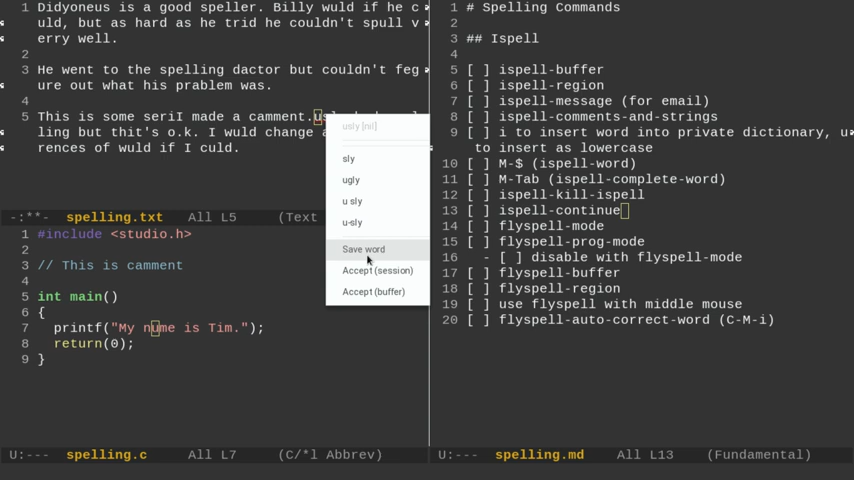 1 Didyoneus is a good speller. Billy wuld if he c
uld, but as hard as he trid he couldn't spull v
erry well.
2
3 He went to the spelling dactor but couldn't feg
ure out what his problem was.
4
5 This is some seriI made a camment.us
ling but thit's o.k. I wuld change a
rences of wuld if I culd.
usly [nil]
sly
ugly
u sly
u-sly
Save word
Accept (session)
Accept (buffer)
-:**- spelling.txt All L5 (Text
1 #include <studio.h>
2
3 // This is camment
4
5 int main()
6 {
7 printf("My nume is Tim.");
8 return(0);
9 }
U:--- spelling.c All L7 (C/*l Abbrev)
1 # Spelling Commands
2
3 ## Ispell
4
5 [ ] ispell-buffer
6 [ ] ispell-region
7 [ ] ispell-message (for email)
8 [ ] ispell-comments-and-strings
9 [ ] i to insert word into private dictionary, u
to insert as lowercase
10 [ ] M-$ (ispell-word)
11 [ ] M-Tab (ispell-complete-word)
12 [ ] ispell-kill-ispell
13 [ ] ispell-continue
14 [ ] flyspell-mode
15 [ ] flyspell-prog-mode
16 - [ ] disable with flyspell-mode
17 [ ] flyspell-buffer
18 [ ] flyspell-region
19 [ ] use flyspell with middle mouse
20 [ ] flyspell-auto-correct-word (C-M-i)
U:--- spelling.md All L13 (Fundamental)